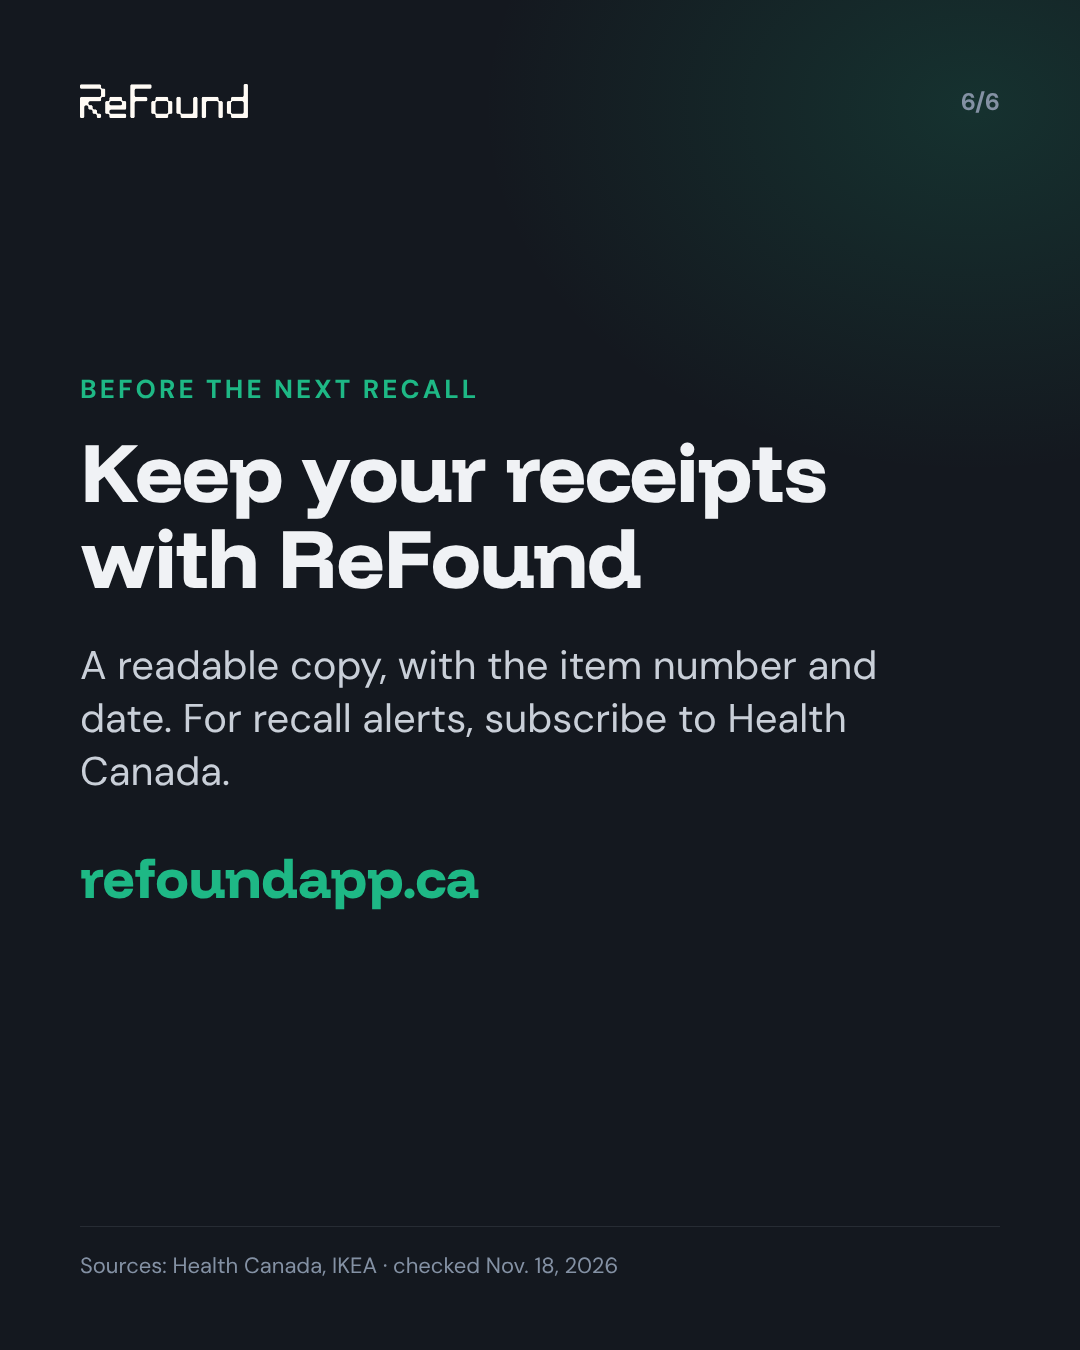 ReFound
6/6
BEFORE THE NEXT RECALL
Keep your receipts
with ReFound
A readable copy, with the item number and
date. For recall alerts, subscribe to Health
Canada.
refoundapp.ca
Sources: Health Canada, IKEA · checked Nov. 18, 2026